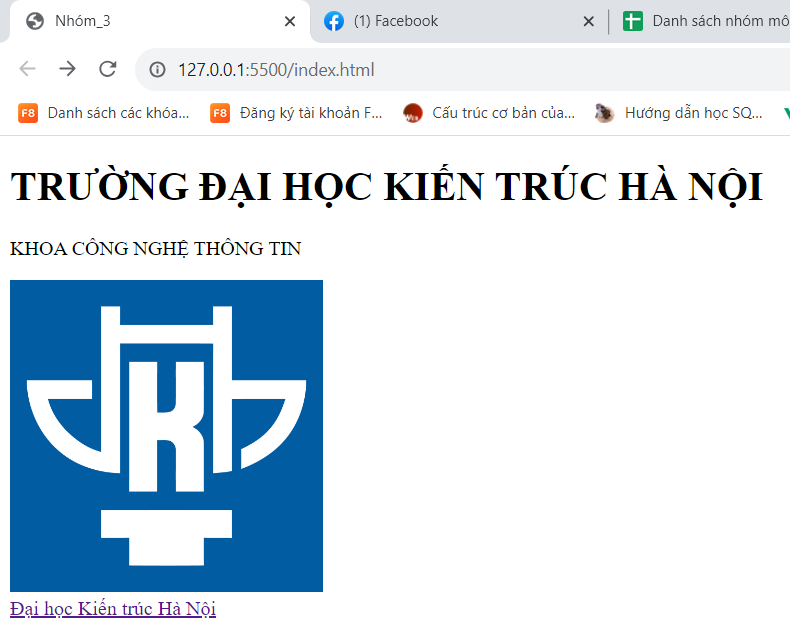 Nhóm_3
(1) Facebook
Danh sách nhóm mô
127.0.0.1:5500/index.html
F8 Danh sách các khóa...
F8 Đăng ký tài khoản F...
Cấu trúc cơ bản của...
Hướng dẫn học SQ...
TRƯỜNG ĐẠI HỌC KIẾN TRÚC HÀ NỘI
KHOA CÔNG NGHỆ THÔNG TIN
K
Đại học Kiến trúc Hà Nội